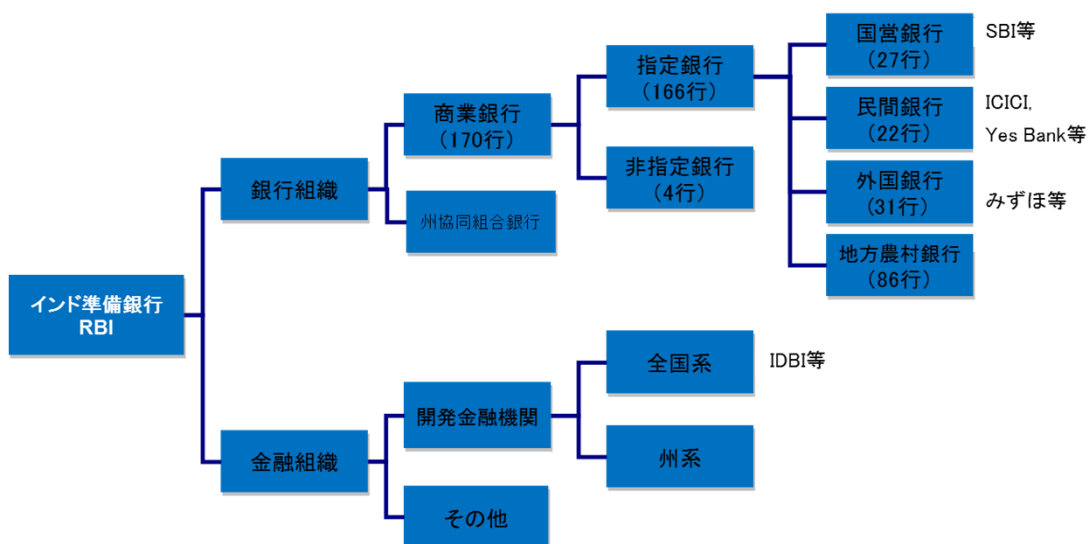 国営銀行
(27行)
SBI等
指定銀行
(166行)
商業銀行
(170行)
民間銀行
(22行)
ICICI,
Yes Bank等
銀行組織
非指定銀行
(4行)
外国銀行
(31行)
みずほ等
州協同組合銀行
地方農村銀行
(86行)
インド準備銀行
RBI
全国系
IDBI等
開発金融機関
金融組織
州系
その他